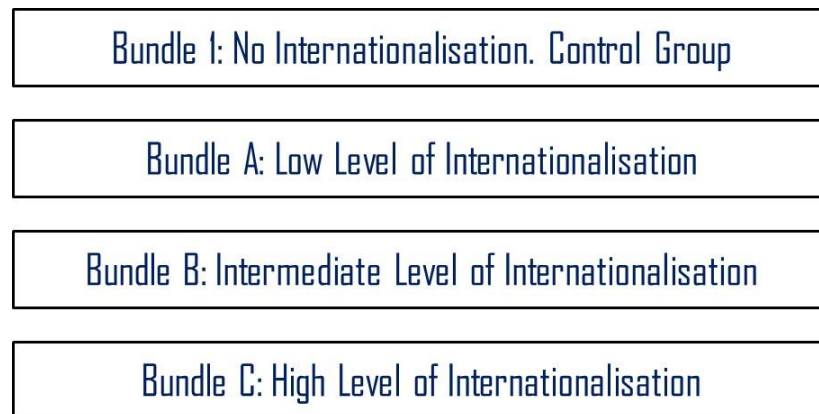 Bundle 1: No Internationalisation. Control Group
Bundle A: Low Level of Internationalisation
Bundle B: Intermediate Level of Internationalisation
Bundle C: High Level of Internationalisation